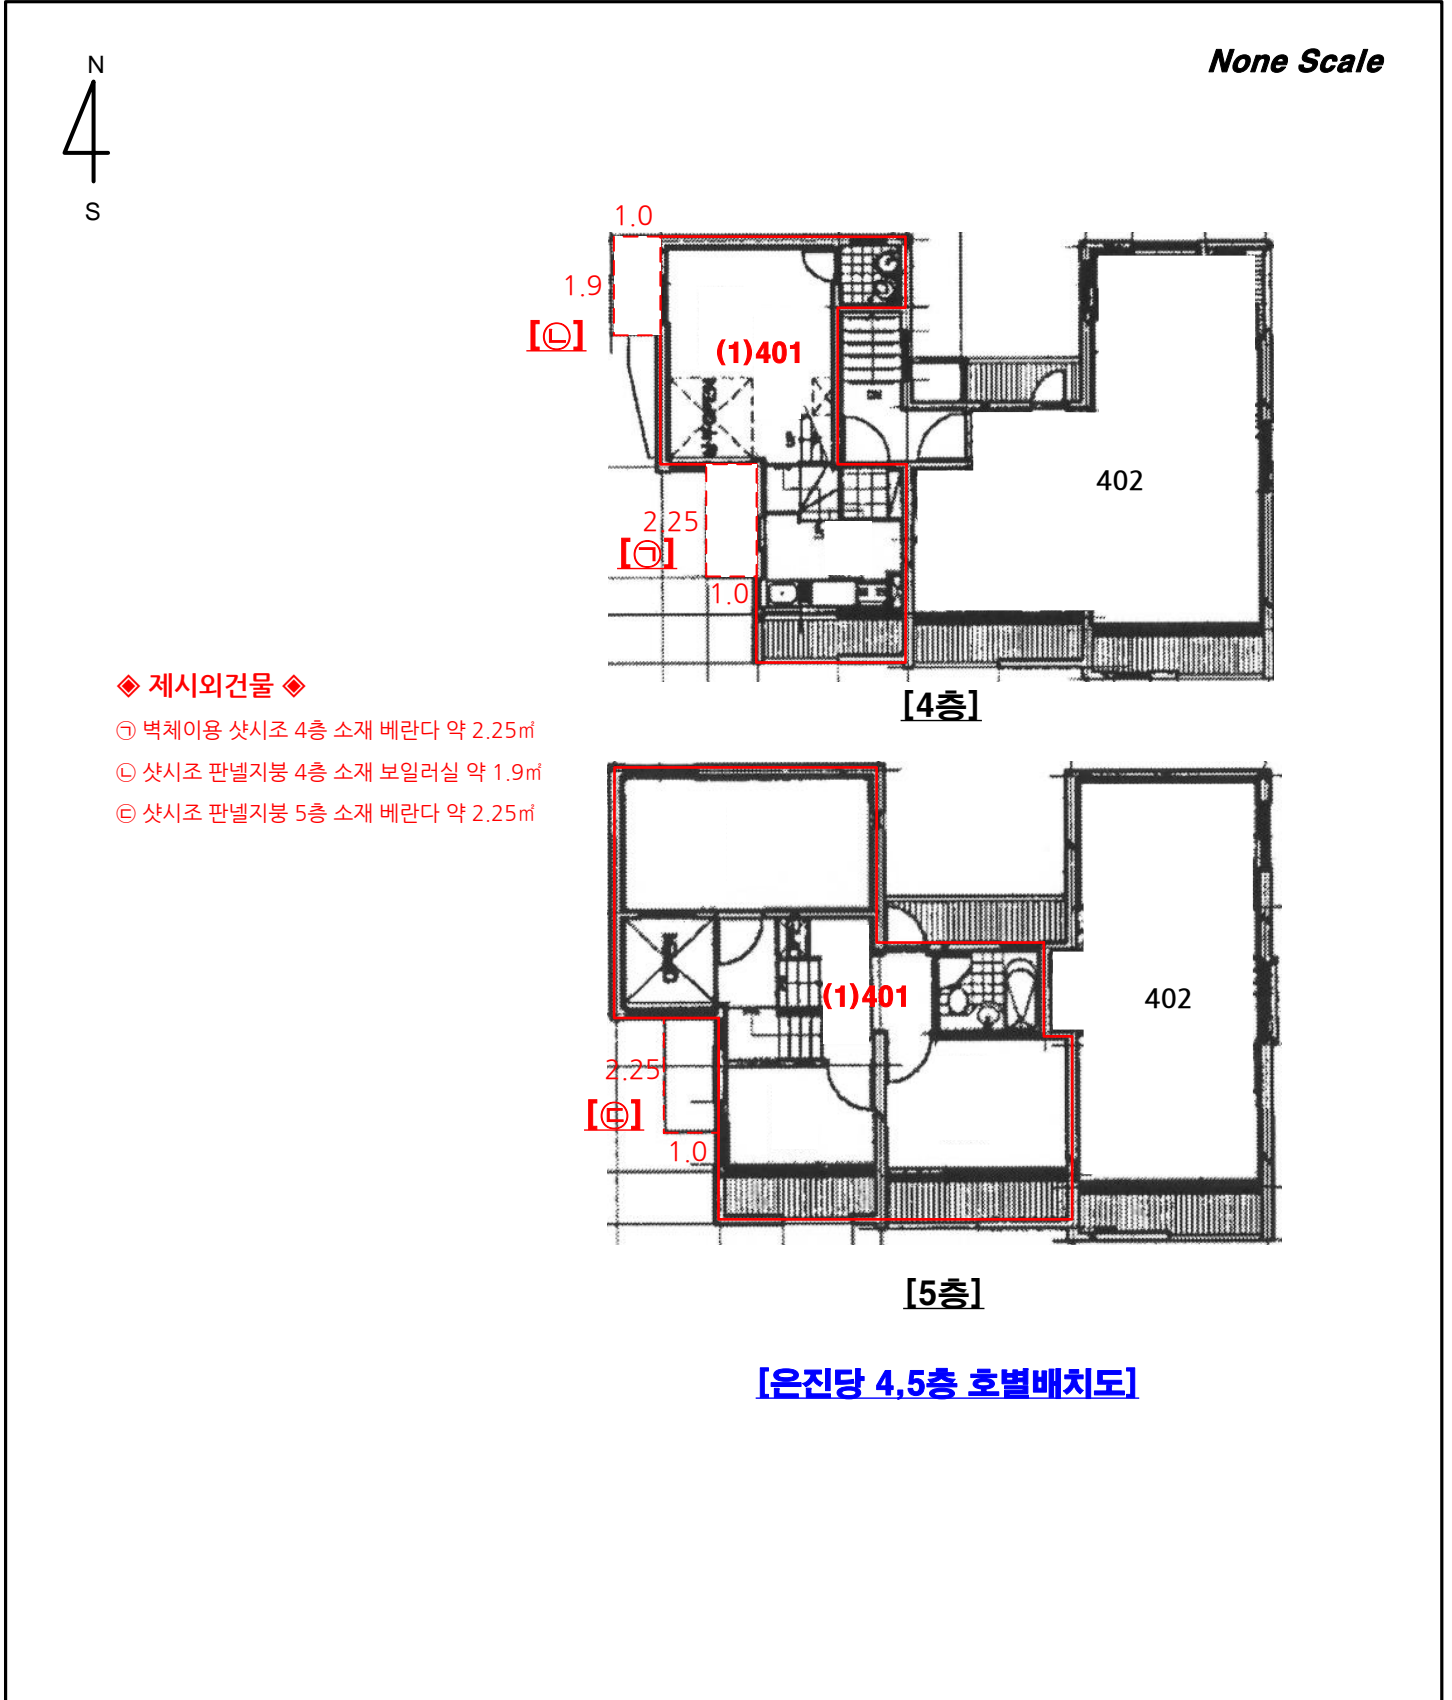 None Scale
N
S
1.0
1.9
[㉡]
(1)401
402
2.25
[㉠]
1.0
[4층]
◈ 제시외건물 ◈
㉠ 벽체이용 샷시조 4층 소재 베란다 약 2.25㎡
㉡ 샷시조 판넬지붕 4층 소재 보일러실 약 1.9㎡
㉢ 샷시조 판넬지붕 5층 소재 베란다 약 2.25㎡
(1)401
402
2.25
[㉢]
1.0
[5층]
[은진당 4,5층 호별배치도]